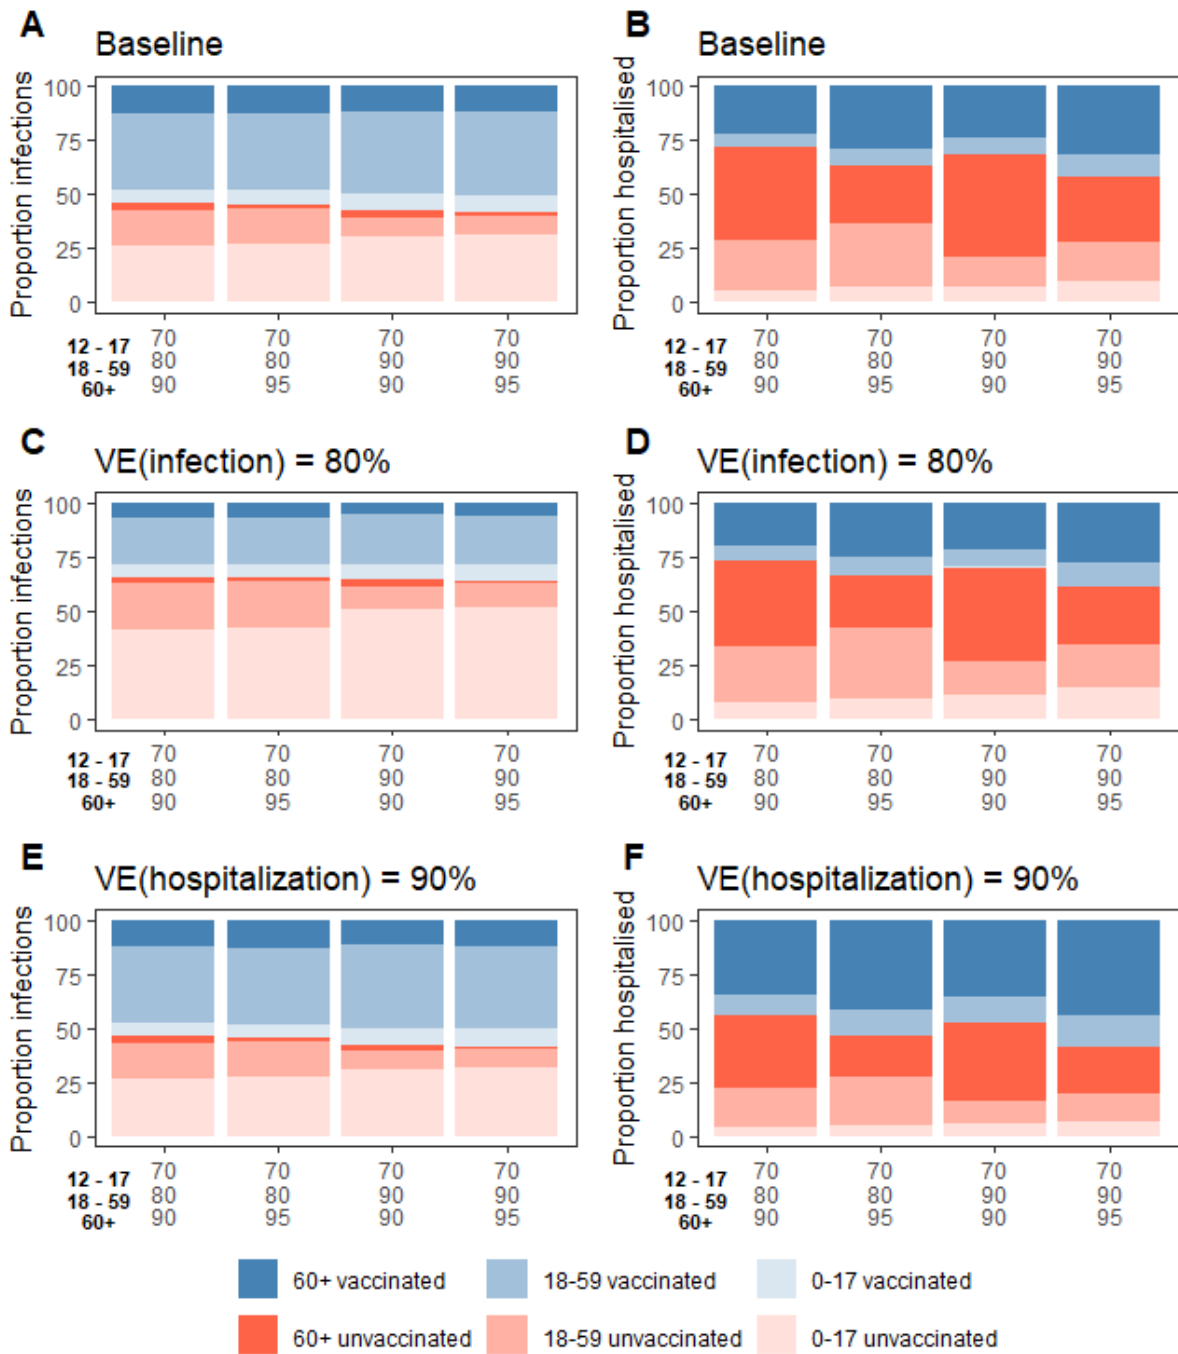 A
Baseline
Proportion infections
100
75
50
25
0
12 - 17 70 70 70 70
18 - 59 80 80 90 90
60+ 90 95 90 95
B
Baseline
Proportion hospitalised
100
75
50
25
0
12 - 17 70 70 70 70
18 - 59 80 80 90 90
60+ 90 95 90 95
C
VE(infection) = 80%
Proportion infections
100
75
50
25
0
12 - 17 70 70 70 70
18 - 59 80 80 90 90
60+ 90 95 90 95
D
VE(infection) = 80%
Proportion hospitalised
100
75
50
25
0
12 - 17 70 70 70 70
18 - 59 80 80 90 90
60+ 90 95 90 95
E
VE(hospitalization) = 90%
Proportion infections
100
75
50
25
0
12 - 17 70 70 70 70
18 - 59 80 80 90 90
60+ 90 95 90 95
F
VE(hospitalization) = 90%
Proportion hospitalised
100
75
50
25
0
12 - 17 70 70 70 70
18 - 59 80 80 90 90
60+ 90 95 90 95
60+ vaccinated 18-59 vaccinated 0-17 vaccinated
60+ unvaccinated 18-59 unvaccinated 0-17 unvaccinated